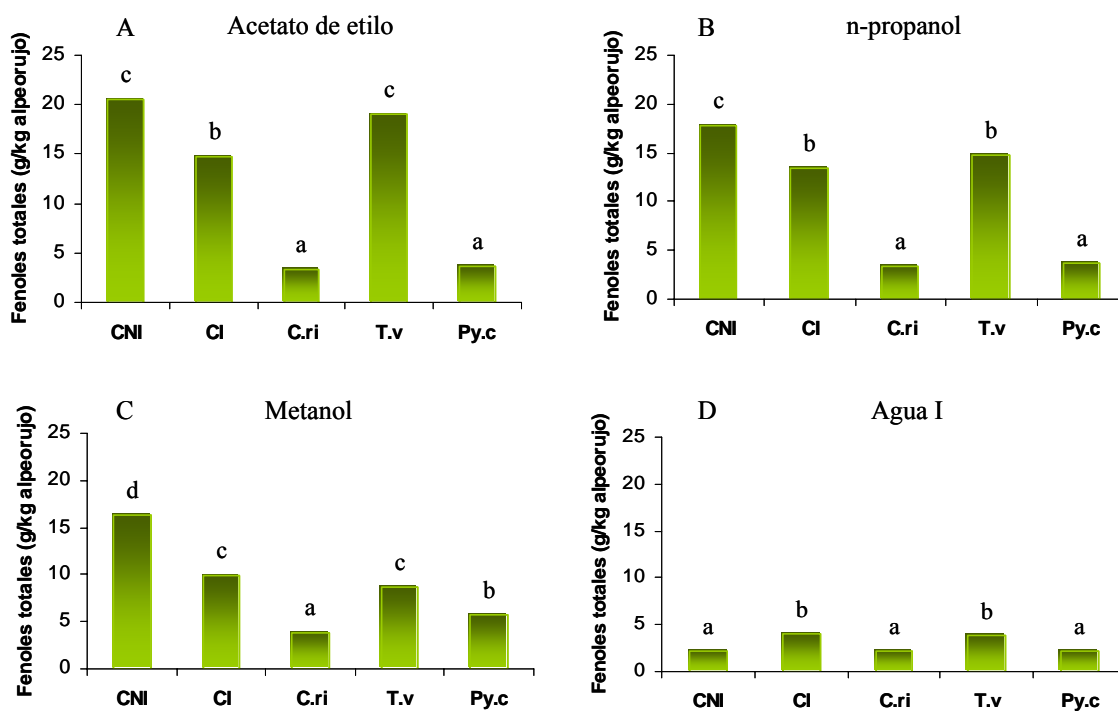 A Acetato de etilo
Fenoles totales (g/kg alpeorujo)
25
20
15
10
5
0
c
b
a
c
a
CNI CI C.ri T.v Py.c
B n-propanol
Fenoles totales (g/kg alpeorujo)
25
20
15
10
5
0
c
b
a
b
a
CNI CI C.ri T.v Py.c
C Metanol
Fenoles totales (g/kg alpeorujo)
25
20
15
10
5
0
d
c
a
c
b
CNI CI C.ri T.v Py.c
D Agua I
Fenoles totales (g/kg alpeorujo)
25
20
15
10
5
0
a
b
a
b
a
CNI CI C.ri T.v Py.c